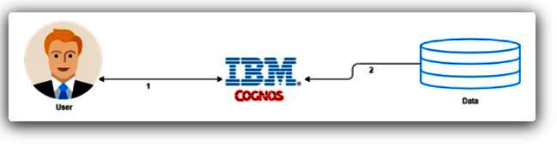 User
1
IBM.
COGNOS
2
Data